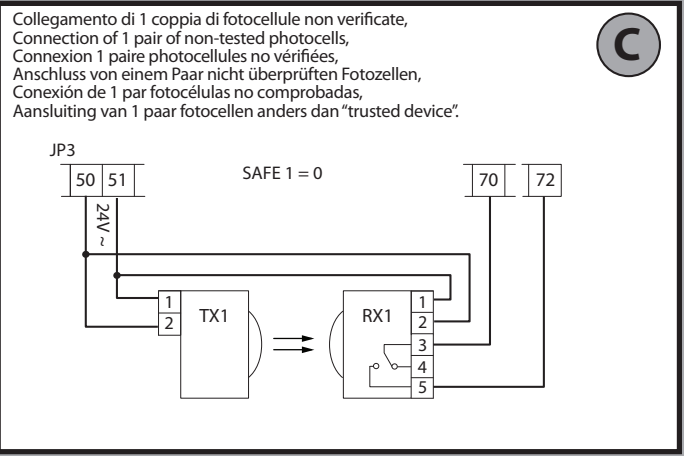 Collegamento di 1 coppia di fotocellule non verificate,
Connection of 1 pair of non-tested photocells,
Connexion 1 paire photocellules no vérifiées,
Anschluss von einem Paar nicht überprüften Fotozellen,
Conexión de 1 par fotocélulas no comprobadas,
Aansluiting van 1 paar fotocellen anders dan “trusted device”.
C
JP3
50 51
SAFE 1 = 0
70 72
24V ~
1
2
TX1
RX1
1
2
3
4
5